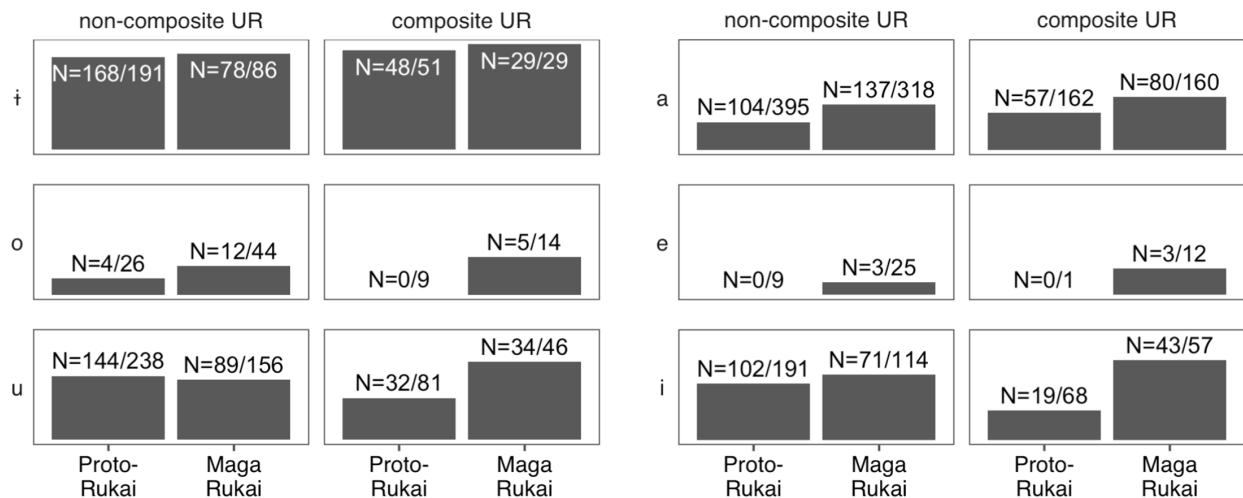 non-composite UR composite UR non-composite UR composite UR
ɨ N=168/191 N=78/86 N=48/51 N=29/29 a N=104/395 N=137/318 N=57/162 N=80/160
o N=4/26 N=12/44 N=0/9 N=5/14 e N=0/9 N=3/25 N=0/1 N=3/12
u N=144/238 N=89/156 N=32/81 N=34/46 i N=102/191 N=71/114 N=19/68 N=43/57
Proto- Maga Proto- Maga Proto- Maga Proto- Maga
Rukai Rukai Rukai Rukai Rukai Rukai Rukai Rukai